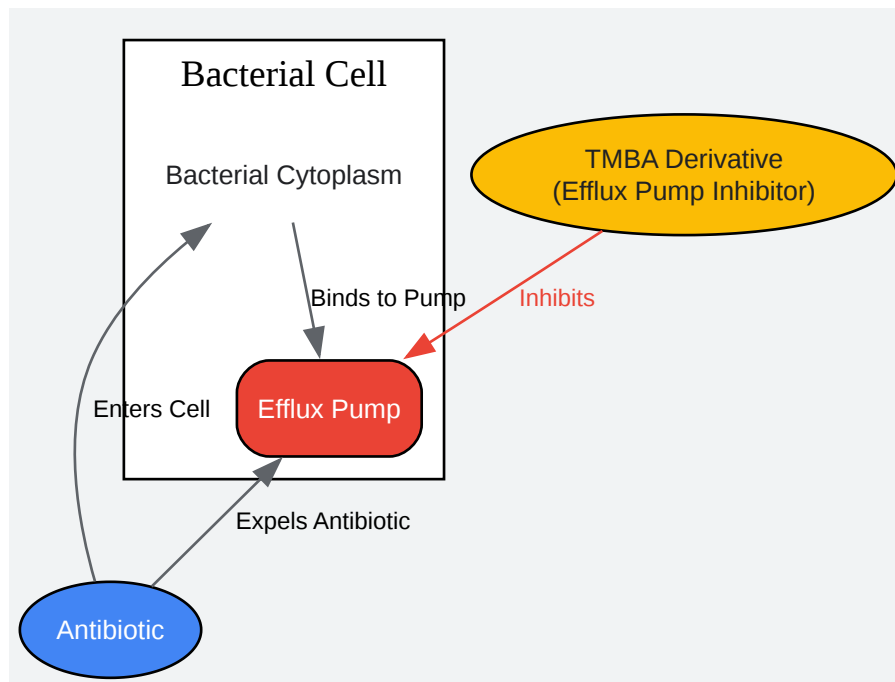 Bacterial Cell
Bacterial Cytoplasm
TMBA Derivative
(Efflux Pump Inhibitor)
Binds to Pump
Inhibits
Enters Cell
Efflux Pump
Expels Antibiotic
Antibiotic